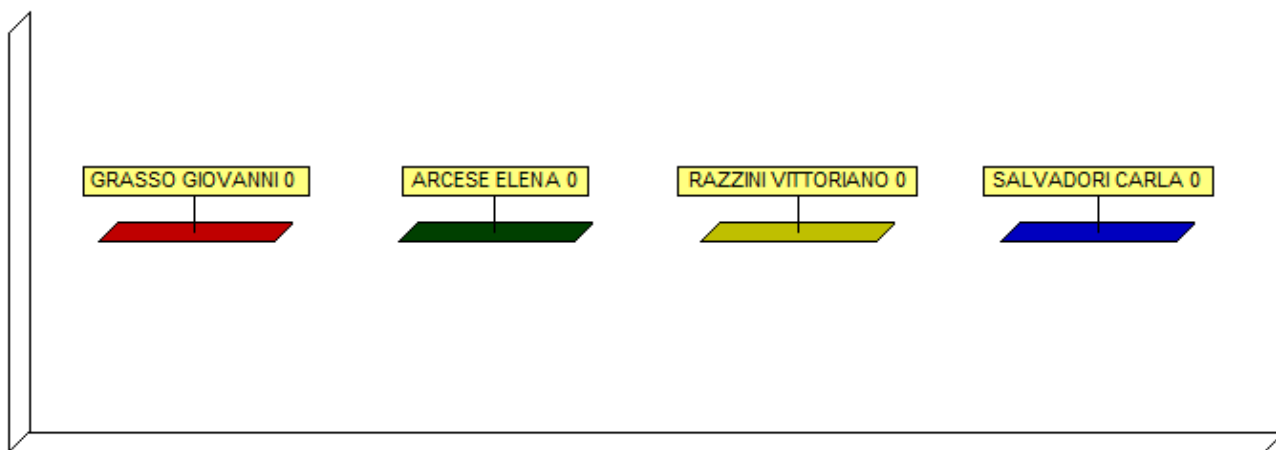 GRASSO GIOVANNI 0
ARCESE ELENA 0
RAZZINI VITTORIANO 0
SALVADORI CARLA 0